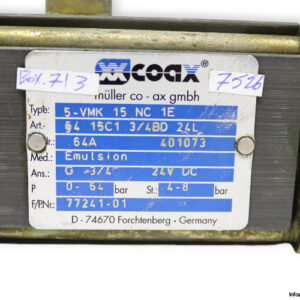 Box.713
coax®
7526
müller co - ax gmbh
Type: 5-VMK 15 NC 1E
Art.- 64 15C1 3/4BD 24L
64A 401073
Med.: Emulsion
Ans.: G 3/4 24V DC
P 0- 64 bar St.: 4-8 bar
F/P.Nr.: 77241-01
D - 74670 Forchtenberg - Germany